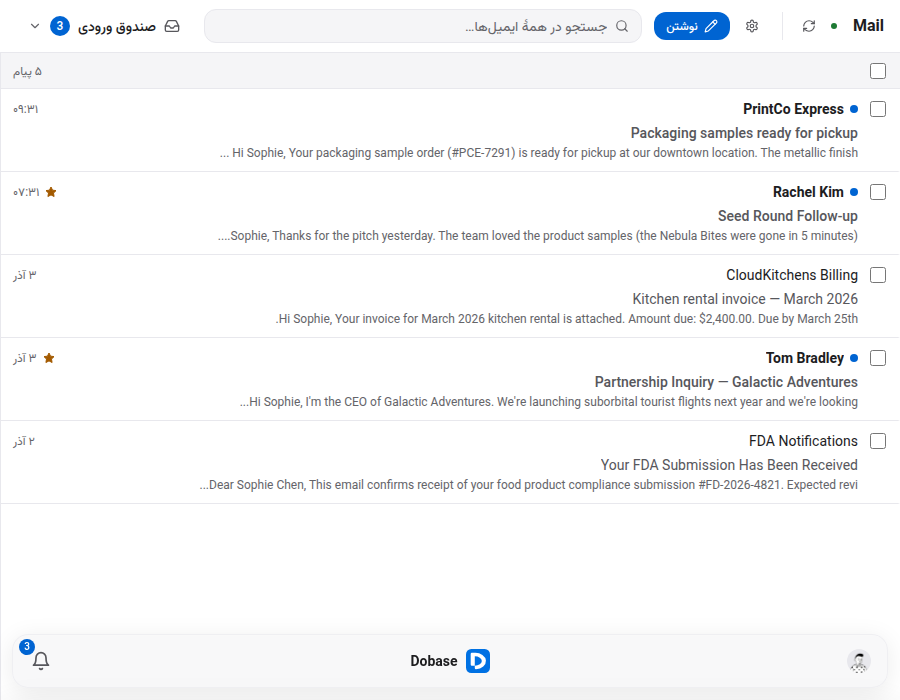 Mail
نوشتن
جستجو در همهٔ ایمیل‌ها...
صندوق ورودی 3
۵ پیام
PrintCo Express ۰۹:۳۱
Packaging samples ready for pickup
Hi Sophie, Your packaging sample order (#PCE-7291) is ready for pickup at our downtown location. The metallic finish ...
Rachel Kim ۰۷:۳۱
Seed Round Follow-up
Sophie, Thanks for the pitch yesterday. The team loved the product samples (the Nebula Bites were gone in 5 minutes)....
CloudKitchens Billing ۳ آذر
Kitchen rental invoice — March 2026
Hi Sophie, Your invoice for March 2026 kitchen rental is attached. Amount due: $2,400.00. Due by March 25th.
Tom Bradley ۳ آذر
Partnership Inquiry — Galactic Adventures
Hi Sophie, I'm the CEO of Galactic Adventures. We're launching suborbital tourist flights next year and we're looking...
FDA Notifications ۲ آذر
Your FDA Submission Has Been Received
Dear Sophie Chen, This email confirms receipt of your food product compliance submission #FD-2026-4821. Expected revi...
Dobase
3